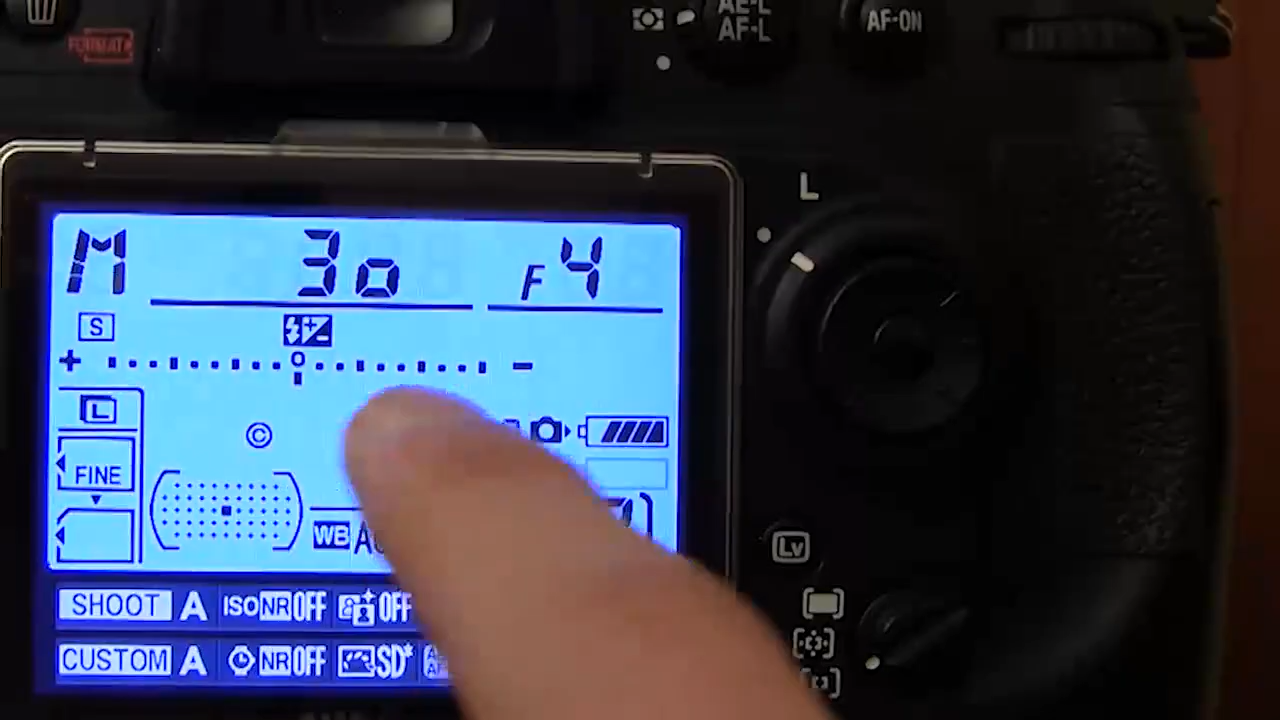 AE-L
AF-L
AF-ON
FORMAT
L
M 30 F4
S
+ 0 -
L
©
FINE
WB
Lv
SHOOT A ISO NR OFF OFF
CUSTOM A NR OFF SD*